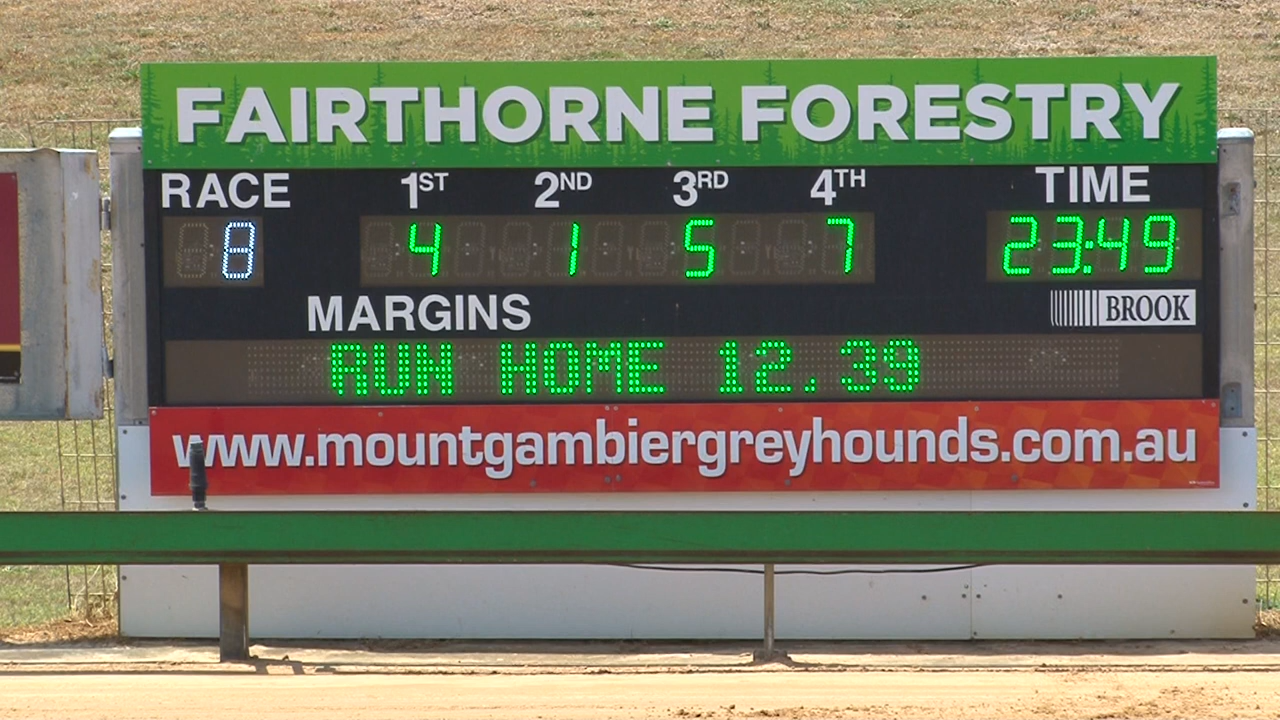 FAIRTHORNE FORESTRY
RACE 1ST 2ND 3RD 4TH TIME
8 4 1 5 7 23:49
MARGINS
BROOK
RUN HOME 12.39
www.mountgambiergreyhounds.com.au